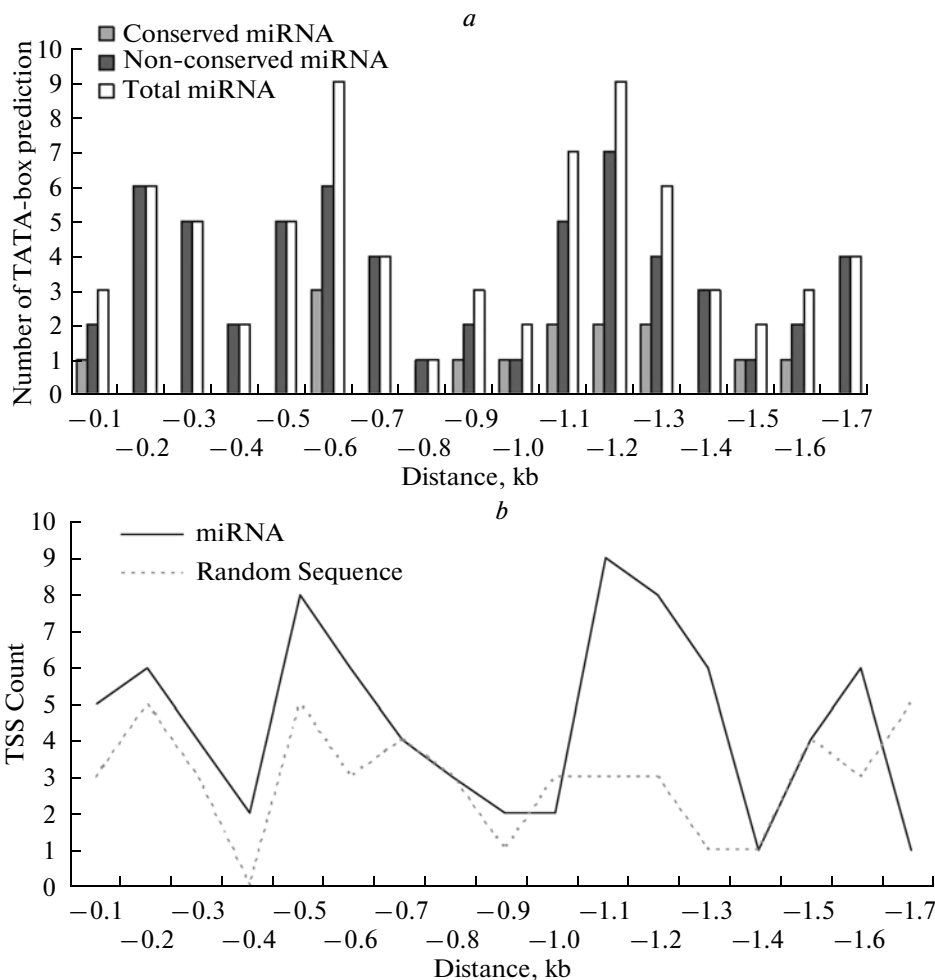 a
Conserved miRNA
Non-conserved miRNA
Total miRNA
Number of TATA-box prediction
10
9
8
7
6
5
4
3
2
1
0
−0.1 −0.3 −0.5 −0.7 −0.9 −1.1 −1.3 −1.5 −1.7
−0.2 −0.4 −0.6 −0.8 −1.0 −1.2 −1.4 −1.6
Distance, kb
b
miRNA
Random Sequence
TSS Count
10
9
8
7
6
5
4
3
2
1
0
−0.1 −0.3 −0.5 −0.7 −0.9 −1.1 −1.3 −1.5 −1.7
−0.2 −0.4 −0.6 −0.8 −1.0 −1.2 −1.4 −1.6
Distance, kb